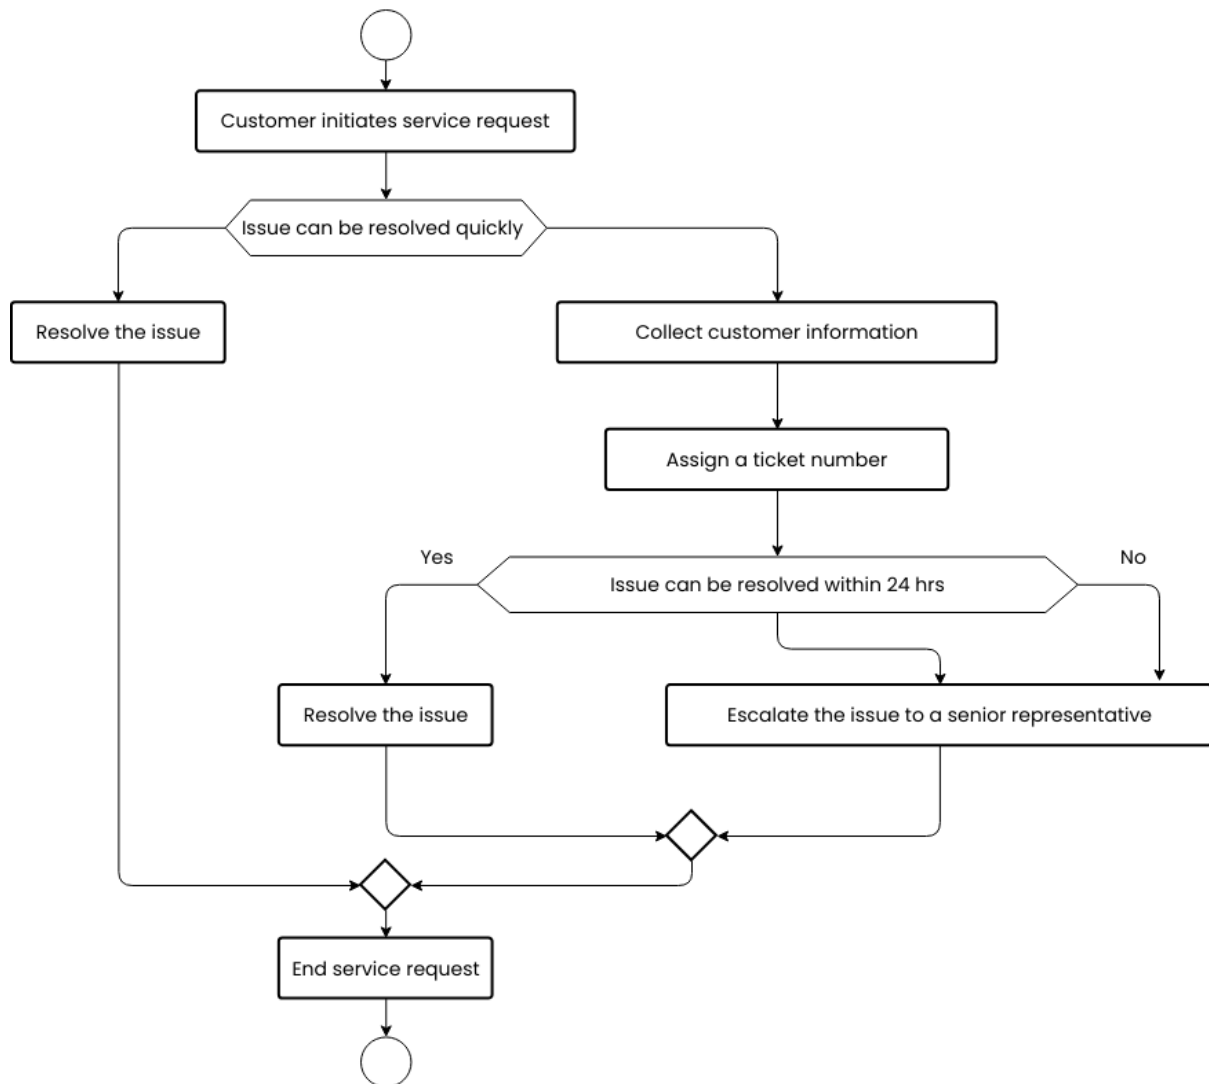 Customer initiates service request
Issue can be resolved quickly
Resolve the issue
Collect customer information
Assign a ticket number
Yes
No
Issue can be resolved within 24 hrs
Resolve the issue
Escalate the issue to a senior representative
End service request